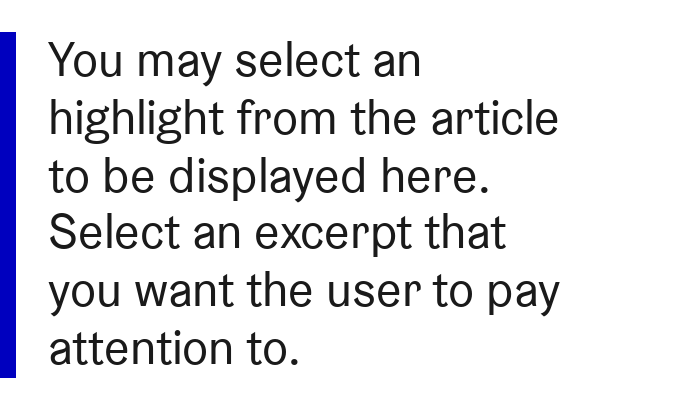 You may select an
highlight from the article
to be displayed here.
Select an excerpt that
you want the user to pay
attention to.